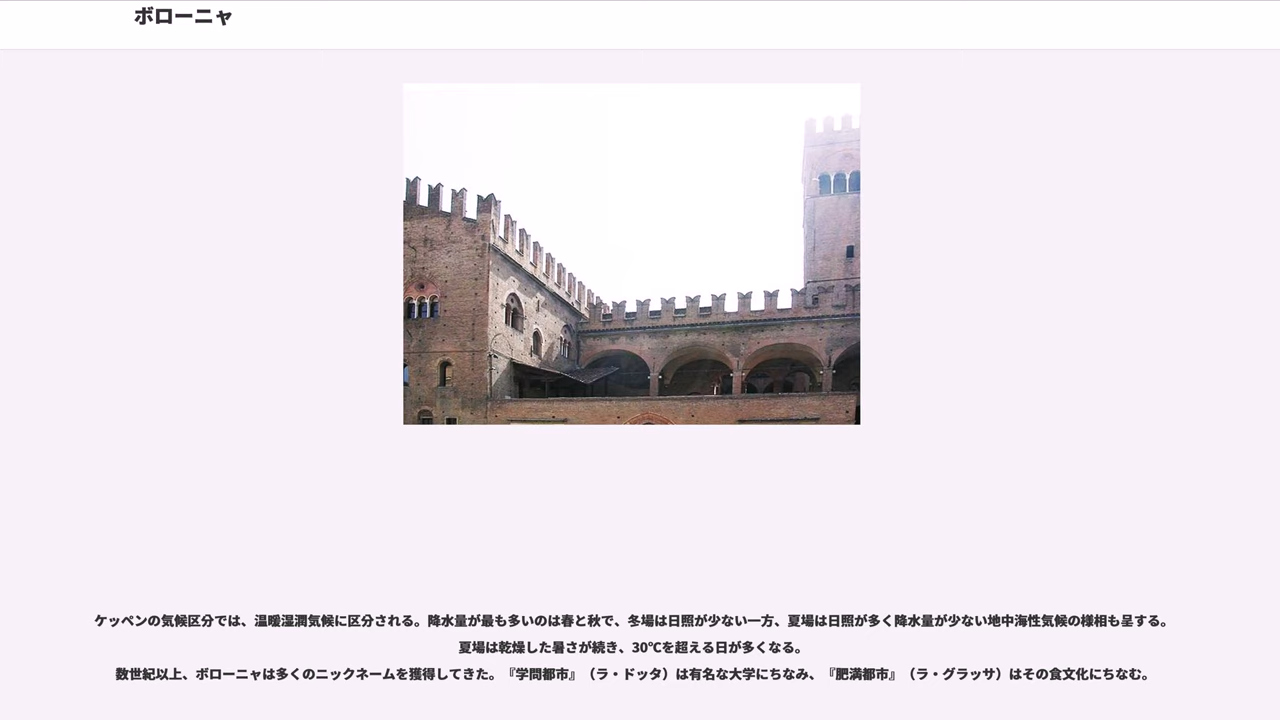 ボローニャ
ケッペンの気候区分では、温暖湿潤気候に区分される。降水量が最も多いのは春と秋で、冬場は日照が少ない一方、夏場は日照が多く降水量が少ない地中海性気候の様相も呈する。
夏場は乾燥した暑さが続き、30℃を超える日が多くなる。
数世紀以上、ボローニャは多くのニックネームを獲得してきた。『学問都市』（ラ・ドッタ）は有名な大学にちなみ、『肥満都市』（ラ・グラッサ）はその食文化にちなむ。